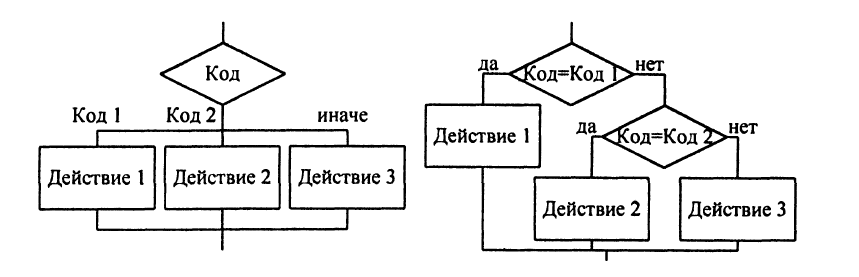 Код
Код 1 Код 2 иначе
Действие 1 Действие 2 Действие 3
да Код=Код 1 нет
Действие 1
да Код=Код 2 нет
Действие 2 Действие 3